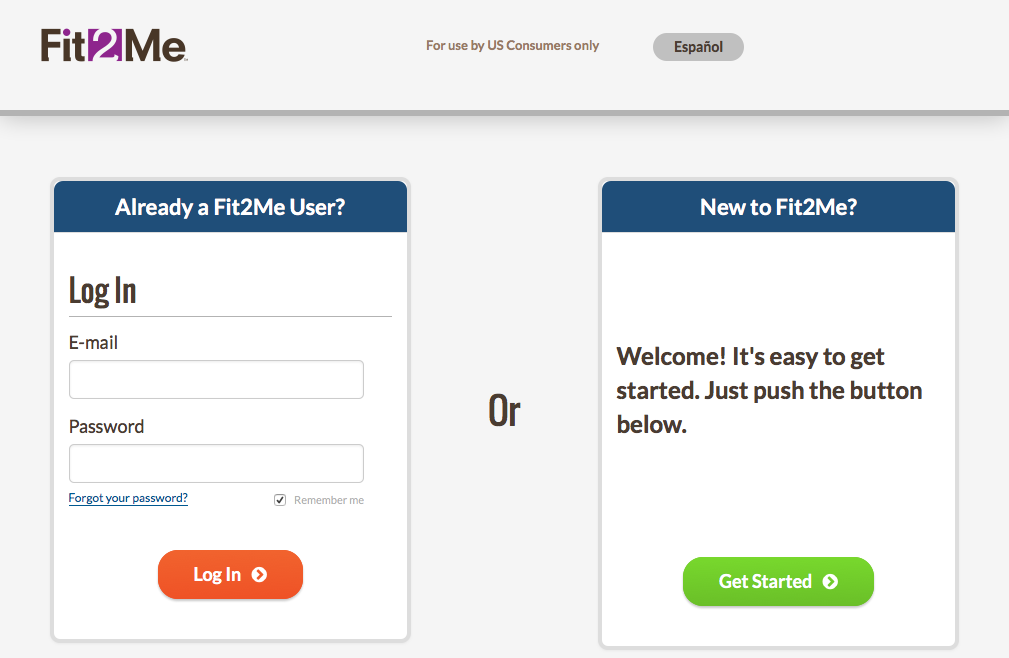 Fit2Me
For use by US Consumers only
Español
Already a Fit2Me User?
Log In
E-mail
Password
Forgot your password?
Remember me
Log In
Or
New to Fit2Me?
Welcome! It's easy to get
started. Just push the button
below.
Get Started